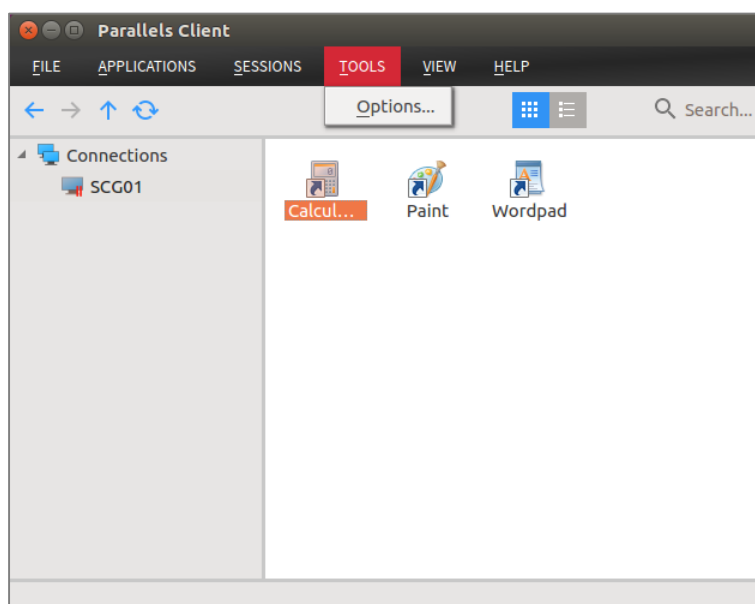 Parallels Client
FILE APPLICATIONS SESSIONS TOOLS VIEW HELP
Options...
Search...
Connections
SCG01
Calcul... Paint Wordpad